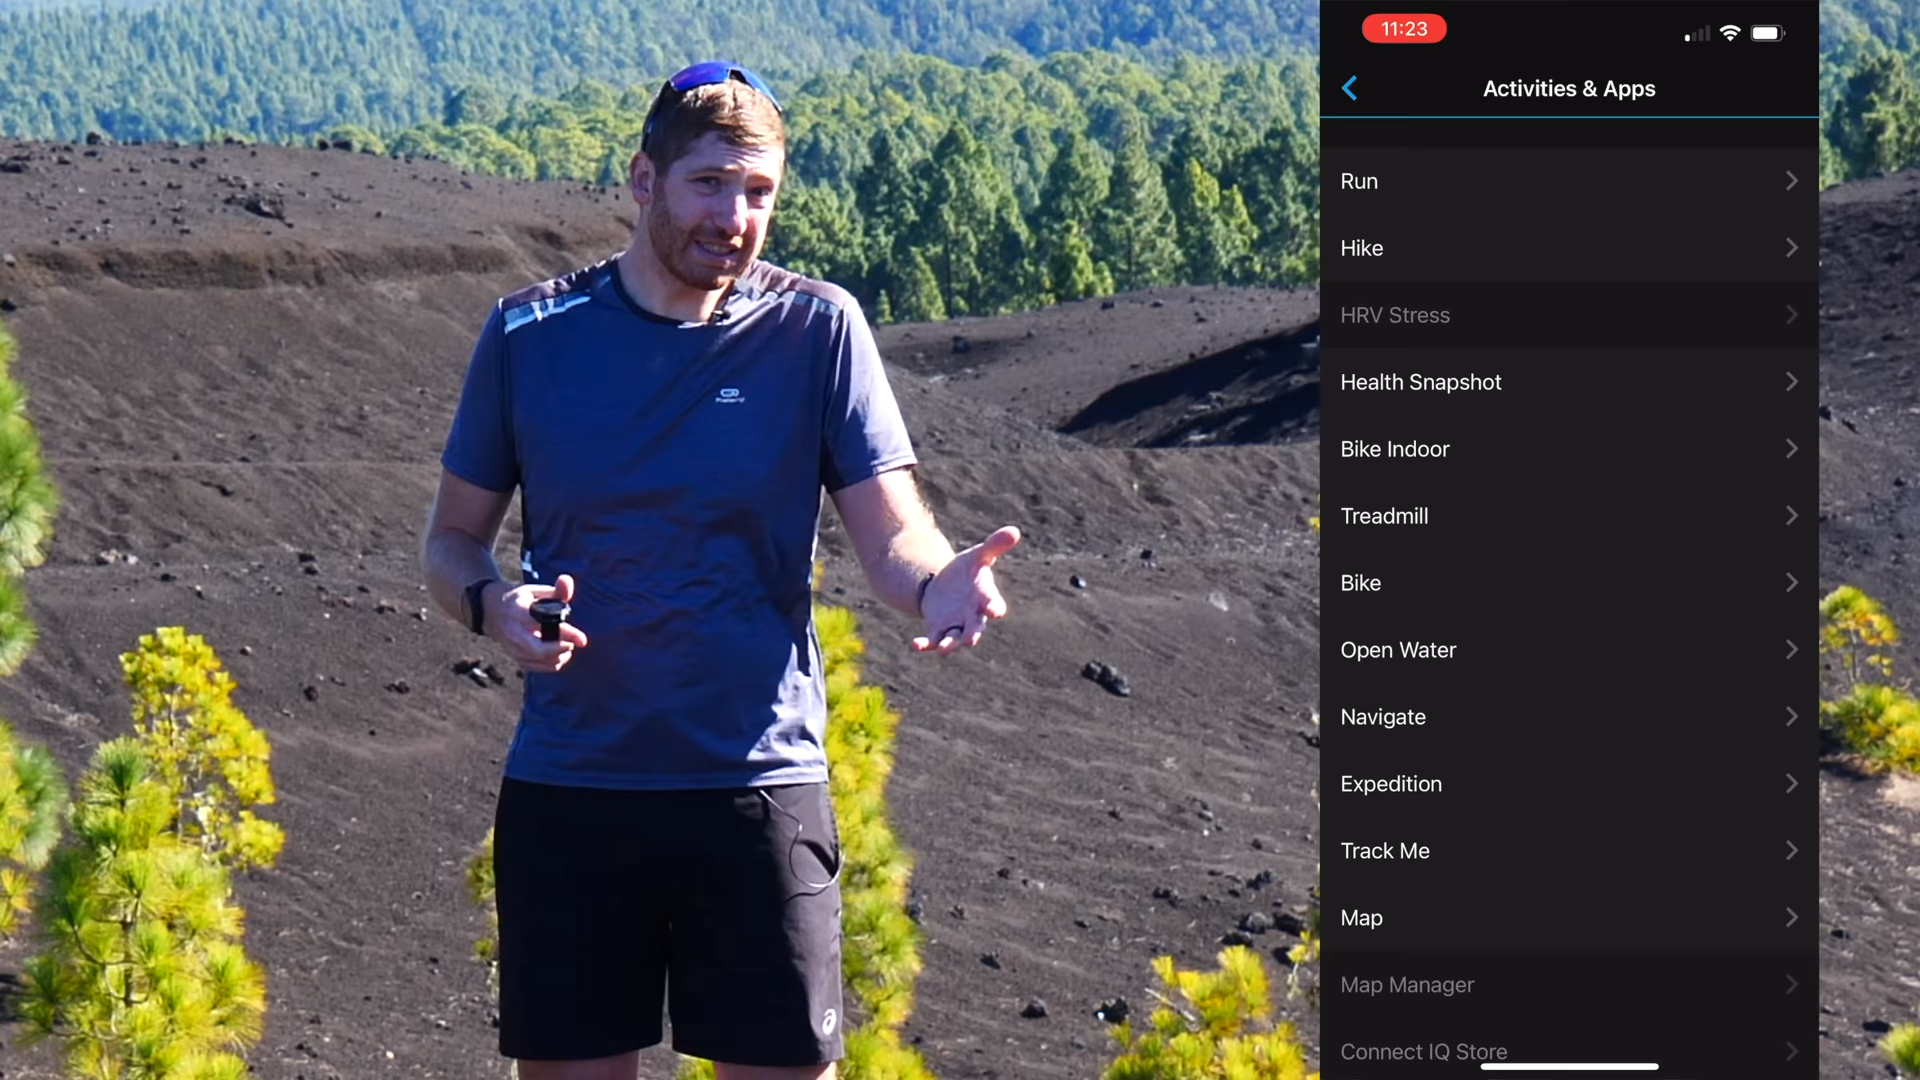 11:23
Activities & Apps
Run
Hike
HRV Stress
Health Snapshot
Bike Indoor
Treadmill
Bike
Open Water
Navigate
Expedition
Track Me
Map
Map Manager
Connect IQ Store